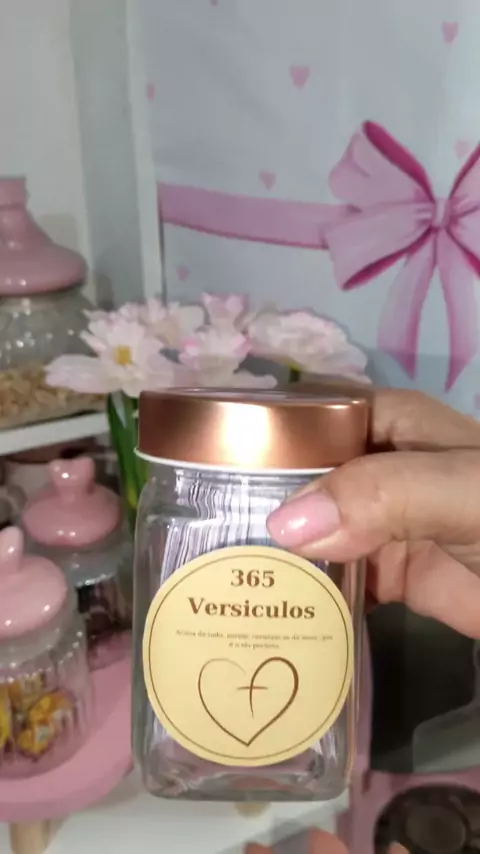 365
Versiculos
Acima de tudo, porém, revistam-se do amor, que
é o elo perfeito.